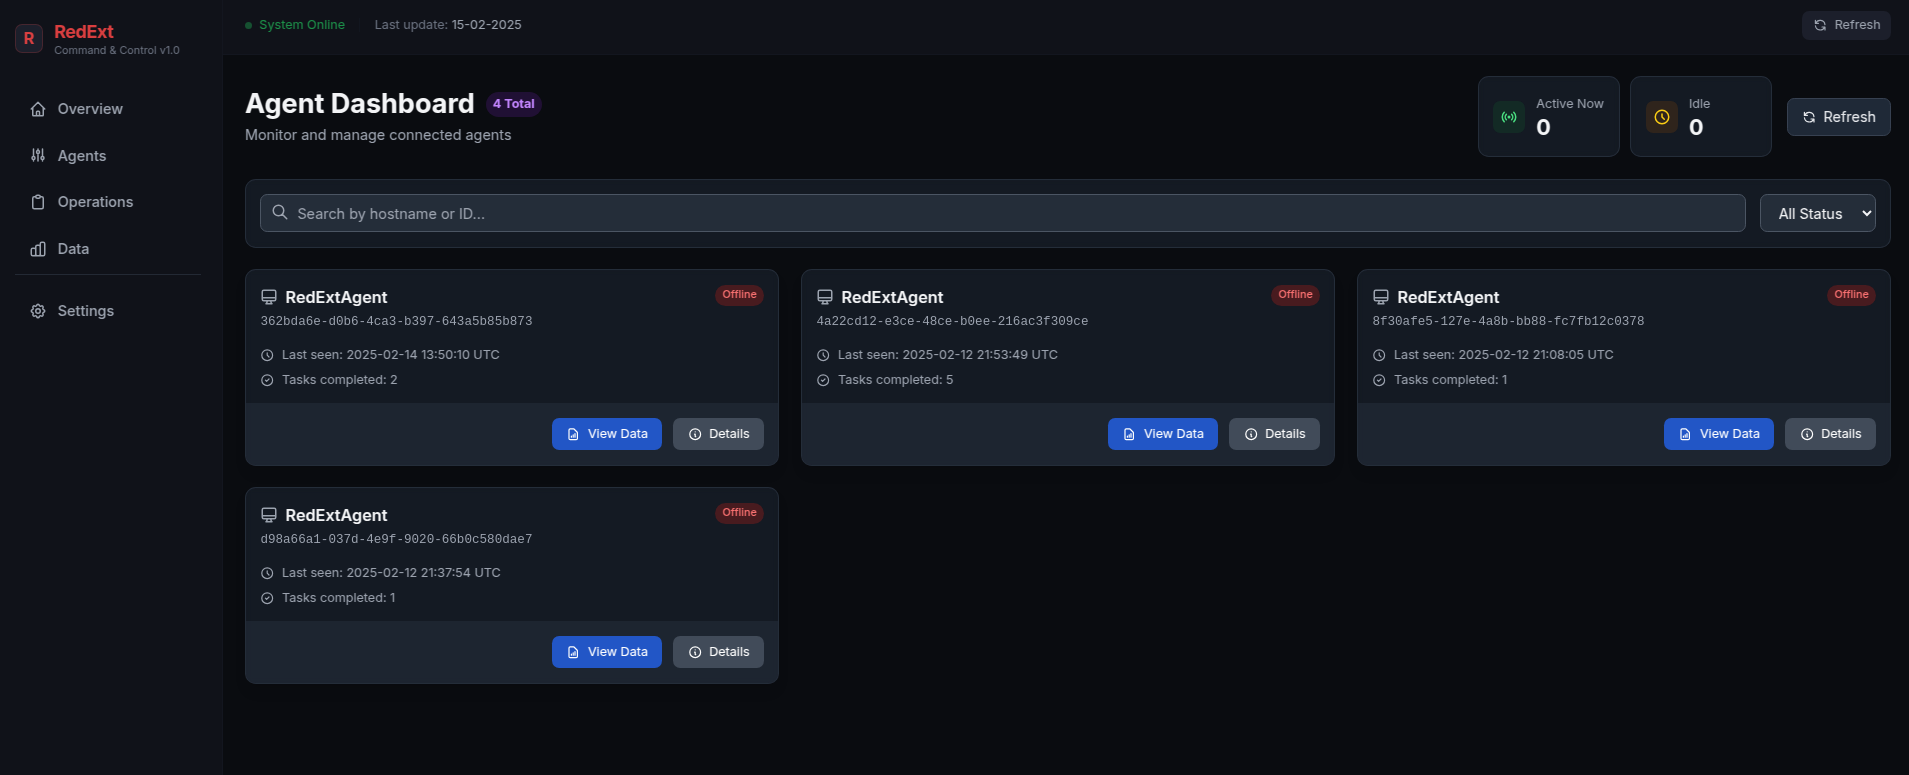 R
RedExt
Command & Control v1.0
Overview
Agents
Operations
Data
Settings
System Online
Last update: 15-02-2025
Refresh
Agent Dashboard
4 Total
Monitor and manage connected agents
Active Now
0
Idle
0
Refresh
Search by hostname or ID...
All Status
RedExtAgent
Offline
362bda6e-d0b6-4ca3-b397-643a5b85b873
Last seen: 2025-02-14 13:50:10 UTC
Tasks completed: 2
View Data
Details
RedExtAgent
Offline
4a22cd12-e3ce-48ce-b0ee-216ac3f309ce
Last seen: 2025-02-12 21:53:49 UTC
Tasks completed: 5
View Data
Details
RedExtAgent
Offline
8f30afe5-127e-4a8b-bb88-fc7fb12c0378
Last seen: 2025-02-12 21:08:05 UTC
Tasks completed: 1
View Data
Details
RedExtAgent
Offline
d98a66a1-037d-4e9f-9020-66b0c580dae7
Last seen: 2025-02-12 21:37:54 UTC
Tasks completed: 1
View Data
Details